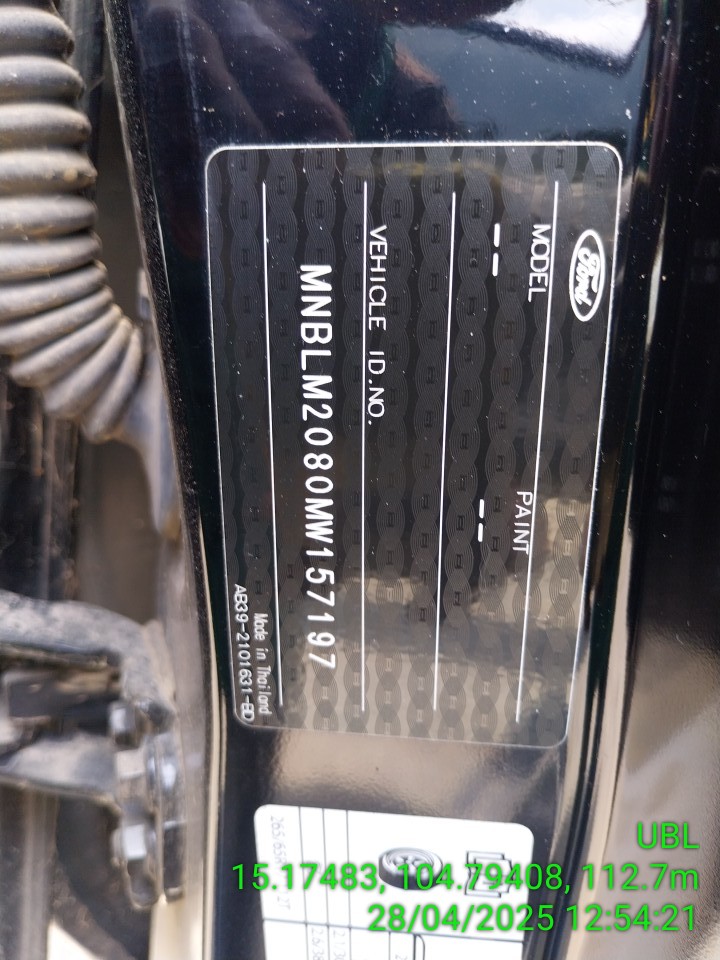 Ford
MODEL PAINT
-- --
VEHICLE ID.NO.
MNBLM2080MW157197
Made in Thailand
AB39-2101631-BD
UBL
15.17483, 104.79408, 112.7m
28/04/2025 12:54:21